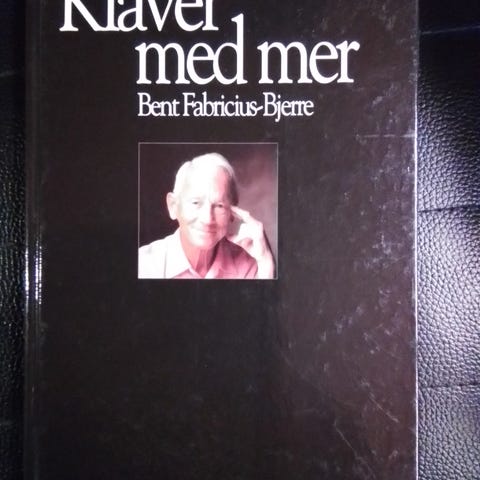 Klaver
med mer
Bent Fabricius-Bjerre